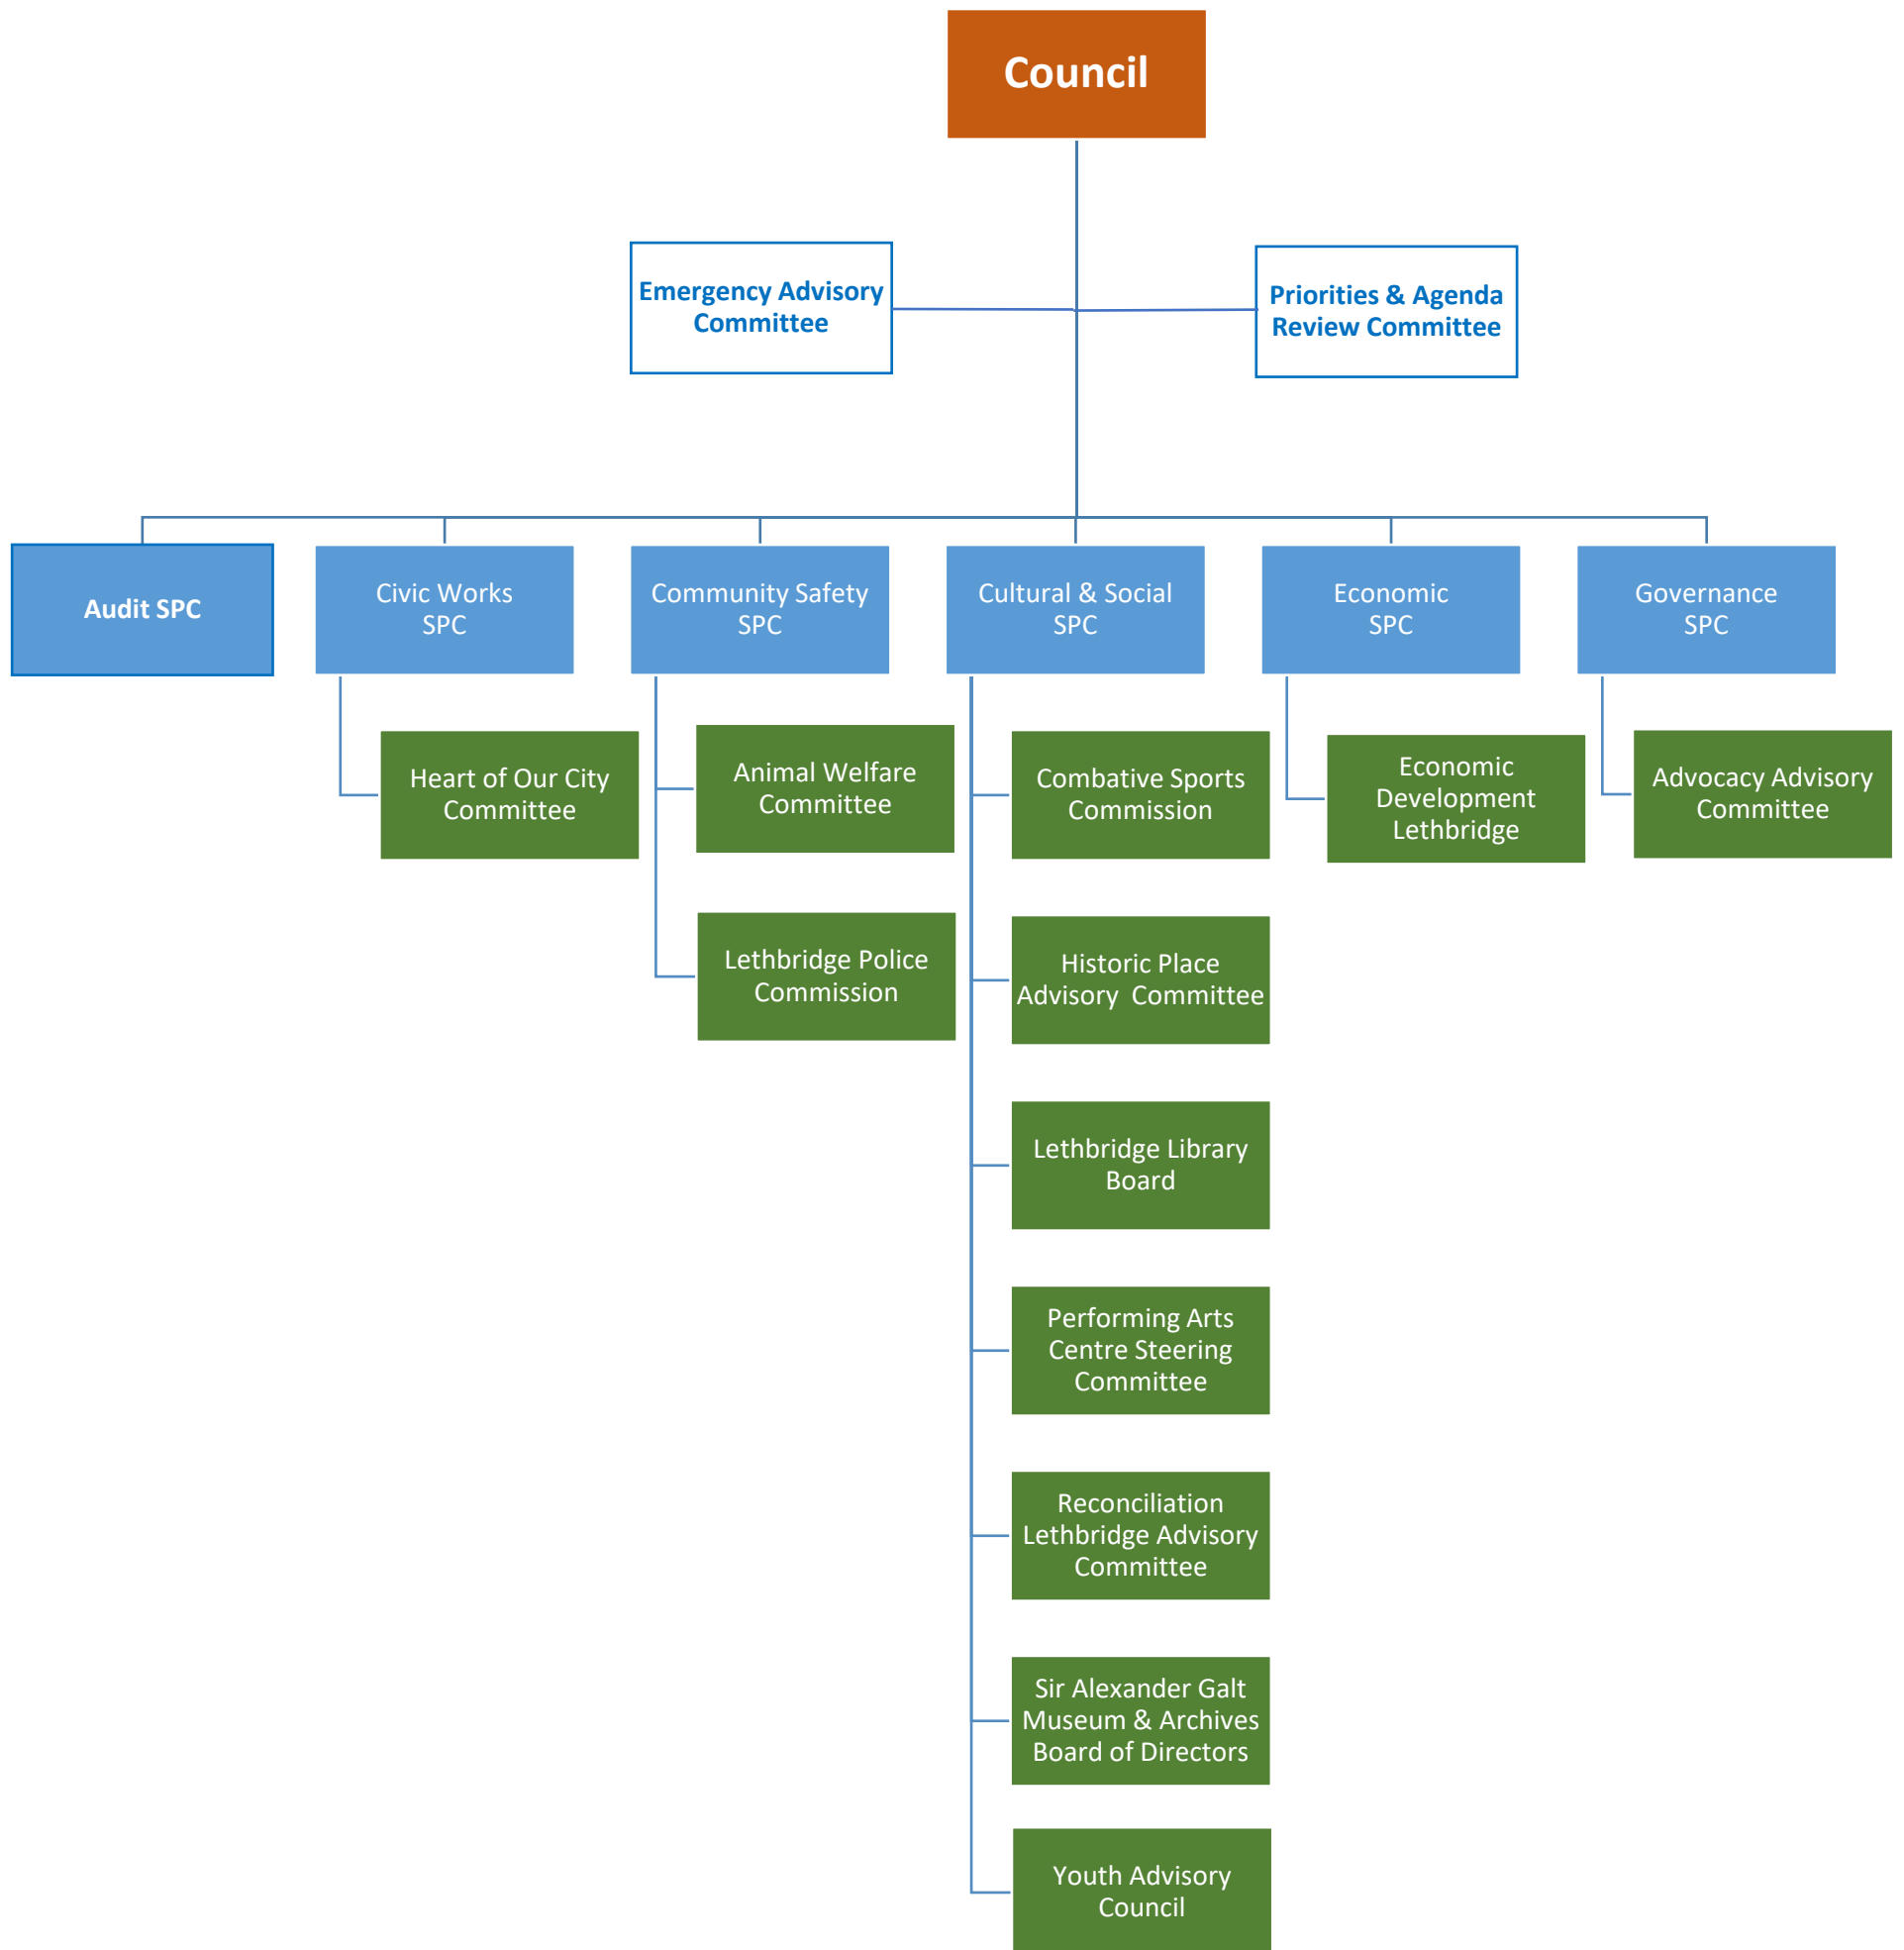 Council
Emergency Advisory
Committee
Priorities & Agenda
Review Committee
Audit SPC
Civic Works
SPC
Community Safety
SPC
Cultural & Social
SPC
Economic
SPC
Governance
SPC
Heart of Our City
Committee
Animal Welfare
Committee
Combative Sports
Commission
Economic
Development
Lethbridge
Advocacy Advisory
Committee
Lethbridge Police
Commission
Historic Place
Advisory  Committee
Lethbridge Library
Board
Performing Arts
Centre Steering
Committee
Reconciliation
Lethbridge Advisory
Committee
Sir Alexander Galt
Museum & Archives
Board of Directors
Youth Advisory
Council